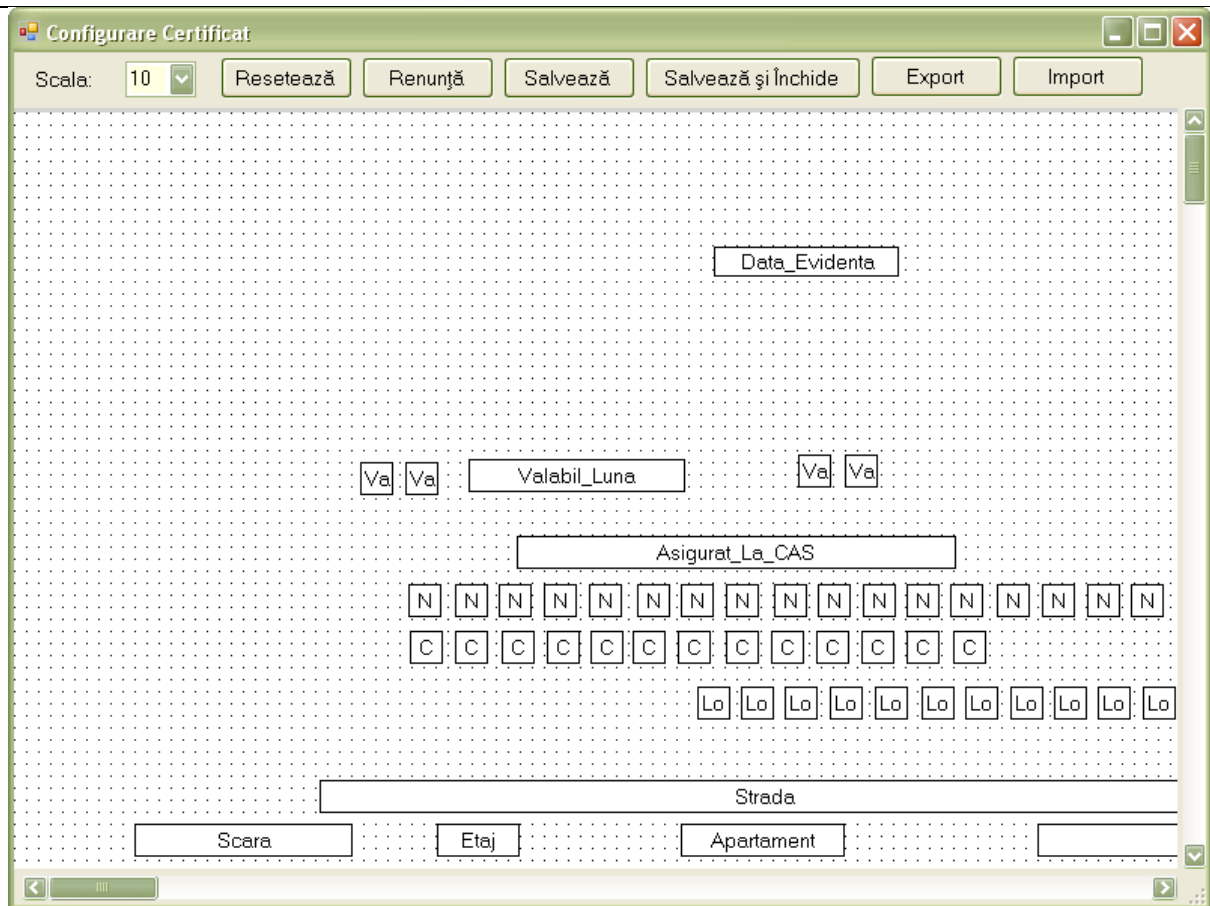 Configurare Certificat
Scala: 10 Resetează Renunţă Salvează Salvează şi Închide Export Import
Data_Evidenta
Va Va Valabil_Luna Va Va
Asigurat_La_CAS
N N N N N N N N N N N N N N N N N
C C C C C C C C C C C C C
Lo Lo Lo Lo Lo Lo Lo Lo Lo Lo Lo
Strada
Scara Etaj Apartament